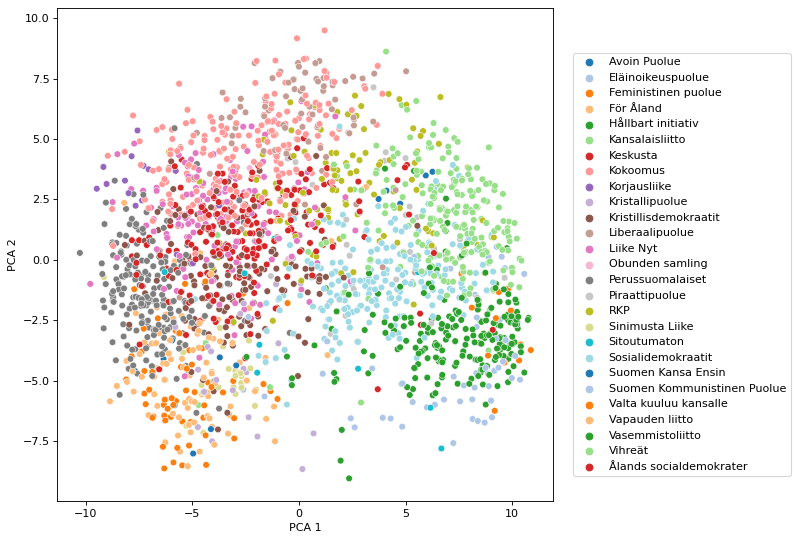 10.0
7.5
5.0
2.5
0.0
−2.5
−5.0
−7.5
PCA 2
−10
−5
0
5
10
PCA 1
Avoin Puolue
Eläinoikeuspuolue
Feministinen puolue
För Åland
Hållbart initiativ
Kansalaisliitto
Keskusta
Kokoomus
Korjausliike
Kristallipuolue
Kristillisdemokraatit
Liberaalipuolue
Liike Nyt
Obunden samling
Perussuomalaiset
Piraattipuolue
RKP
Sinimusta Liike
Sitoutumaton
Sosialidemokraatit
Suomen Kansa Ensin
Suomen Kommunistinen Puolue
Valta kuuluu kansalle
Vapauden liitto
Vasemmistoliitto
Vihreät
Ålands socialdemokrater